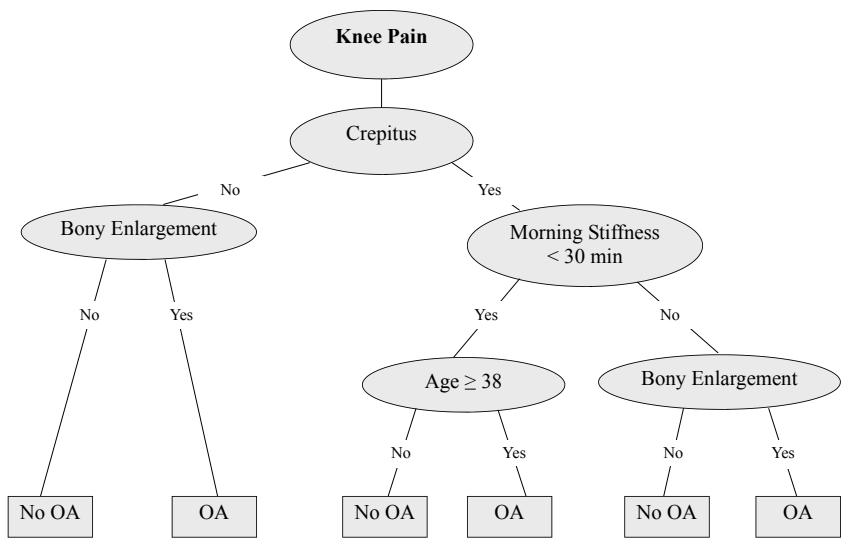 Knee Pain
Crepitus
No
Yes
Bony Enlargement
Morning Stiffness
< 30 min
No
Yes
Yes
No
Age ≥ 38
Bony Enlargement
No
Yes
No
Yes
No OA
OA
No OA
OA
No OA
OA